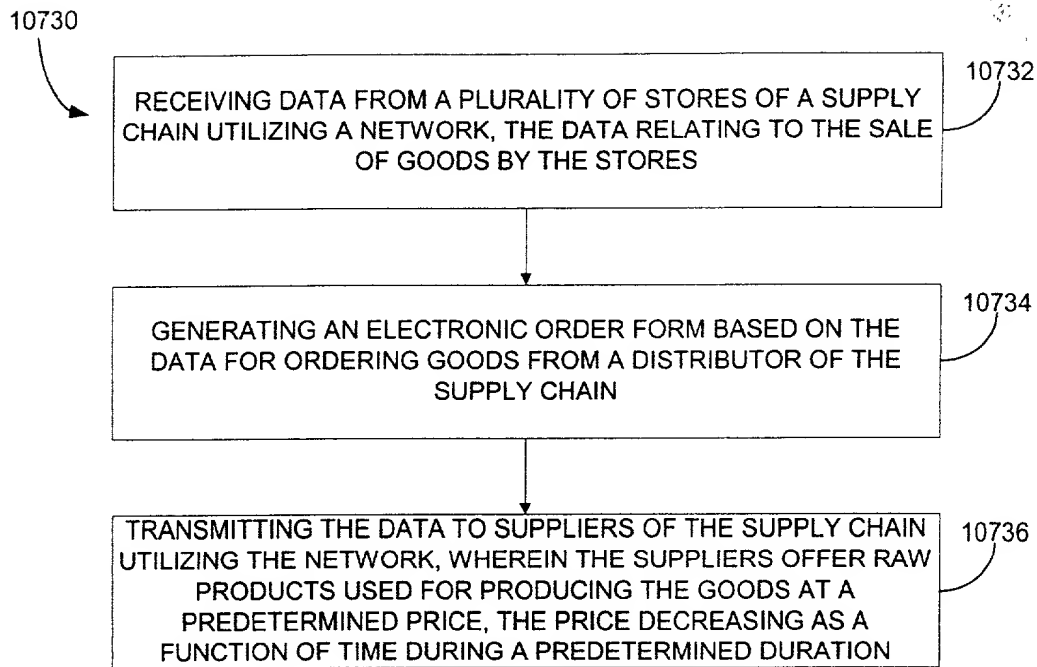 10730
10732
RECEIVING DATA FROM A PLURALITY OF STORES OF A SUPPLY
CHAIN UTILIZING A NETWORK, THE DATA RELATING TO THE SALE
OF GOODS BY THE STORES
10734
GENERATING AN ELECTRONIC ORDER FORM BASED ON THE
DATA FOR ORDERING GOODS FROM A DISTRIBUTOR OF THE
SUPPLY CHAIN
10736
TRANSMITTING THE DATA TO SUPPLIERS OF THE SUPPLY CHAIN
UTILIZING THE NETWORK, WHEREIN THE SUPPLIERS OFFER RAW
PRODUCTS USED FOR PRODUCING THE GOODS AT A
PREDETERMINED PRICE, THE PRICE DECREASING AS A
FUNCTION OF TIME DURING A PREDETERMINED DURATION